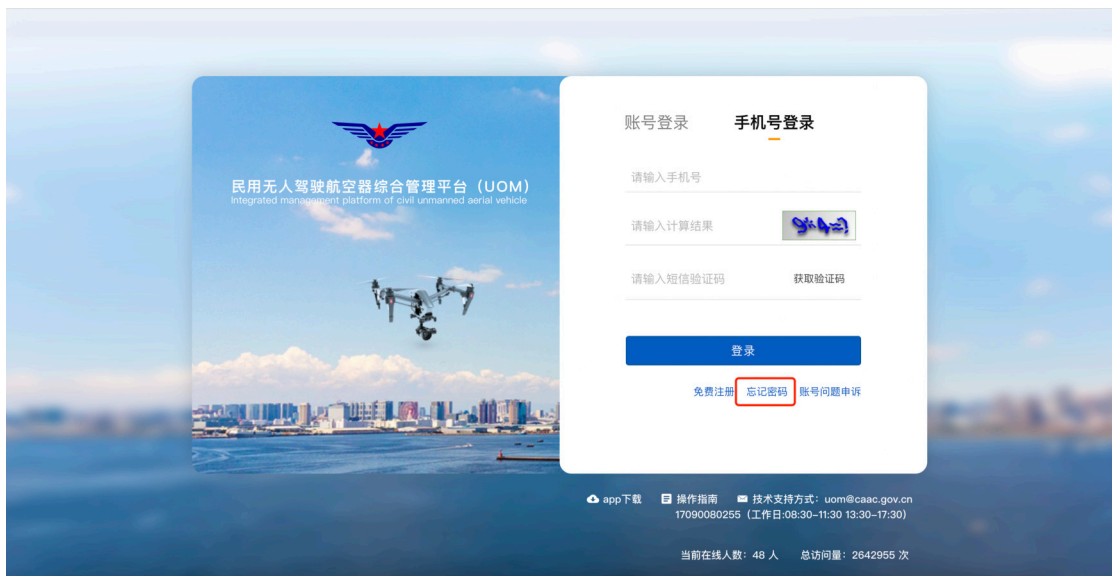 账号登录 手机号登录
民用无人驾驶航空器综合管理平台（UOM）
Integrated management platform of civil unmanned aerial vehicle
请输入手机号
请输入计算结果
请输入短信验证码 获取验证码
登录
免费注册 忘记密码 账号问题申诉
app下载 操作指南 技术支持方式：uom@caac.gov.cn
17090080255（工作日:08:30-11:30 13:30-17:30）
当前在线人数：48 人 总访问量：2642955 次